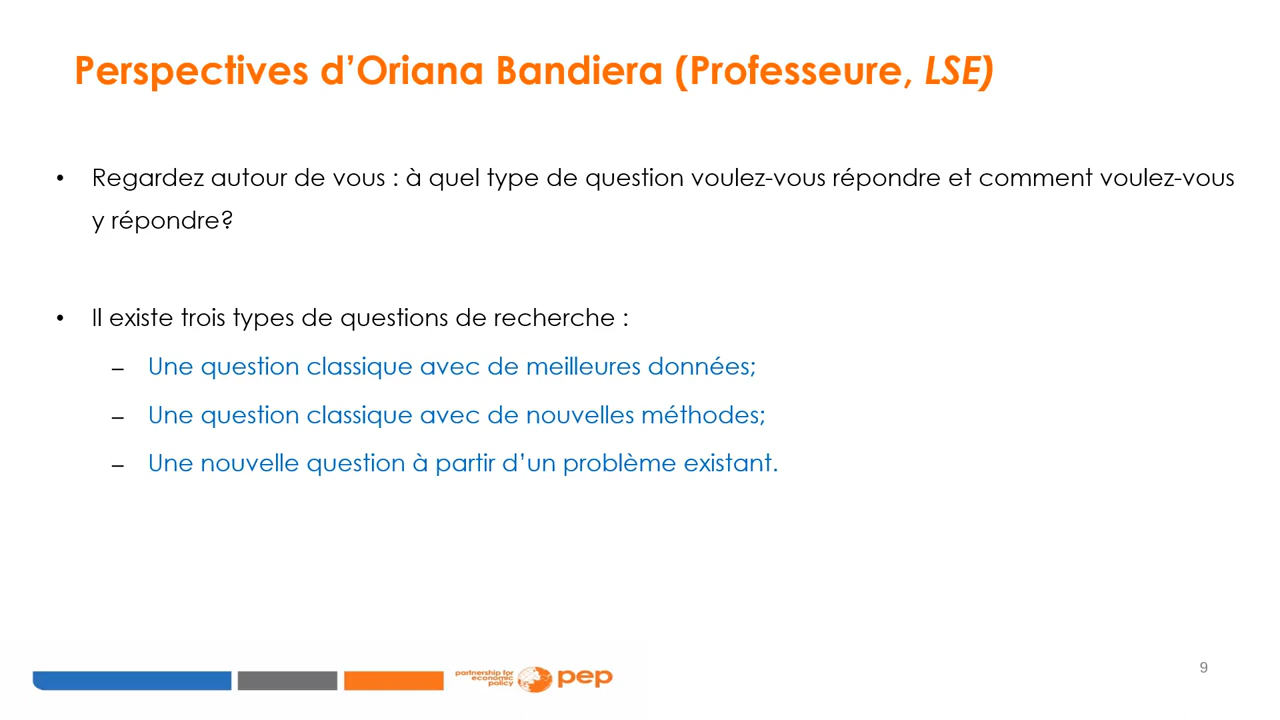 Perspectives d’Oriana Bandiera (Professeure, LSE)
• Regardez autour de vous : à quel type de question voulez-vous répondre et comment voulez-vous
y répondre?
• Il existe trois types de questions de recherche :
– Une question classique avec de meilleures données;
– Une question classique avec de nouvelles méthodes;
– Une nouvelle question à partir d’un problème existant.
partnership for
economic
policy
pep
9